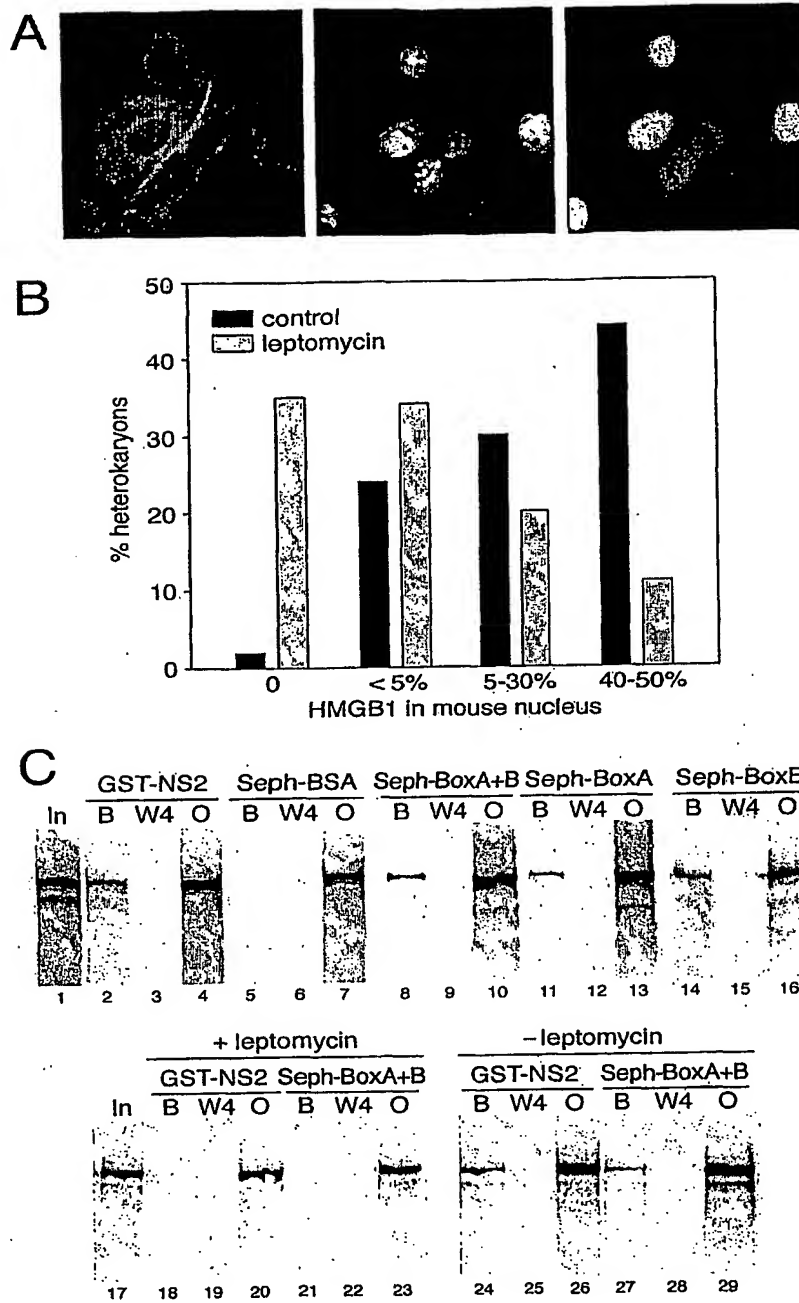 A
B
50
40
30
20
10
0
% heterokaryons
control
leptomycin
0 <5% 5-30% 40-50%
HMGB1 in mouse nucleus
C
GST-NS2 Seph-BSA Seph-BoxA+B Seph-BoxA Seph-BoxB
In B W4 O B W4 O B W4 O B W4 O B W4 O
1 2 3 4 5 6 7 8 9 10 11 12 13 14 15 16
+ leptomycin – leptomycin
GST-NS2 Seph-BoxA+B GST-NS2 Seph-BoxA+B
In B W4 O B W4 O B W4 O B W4 O
17 18 19 20 21 22 23 24 25 26 27 28 29